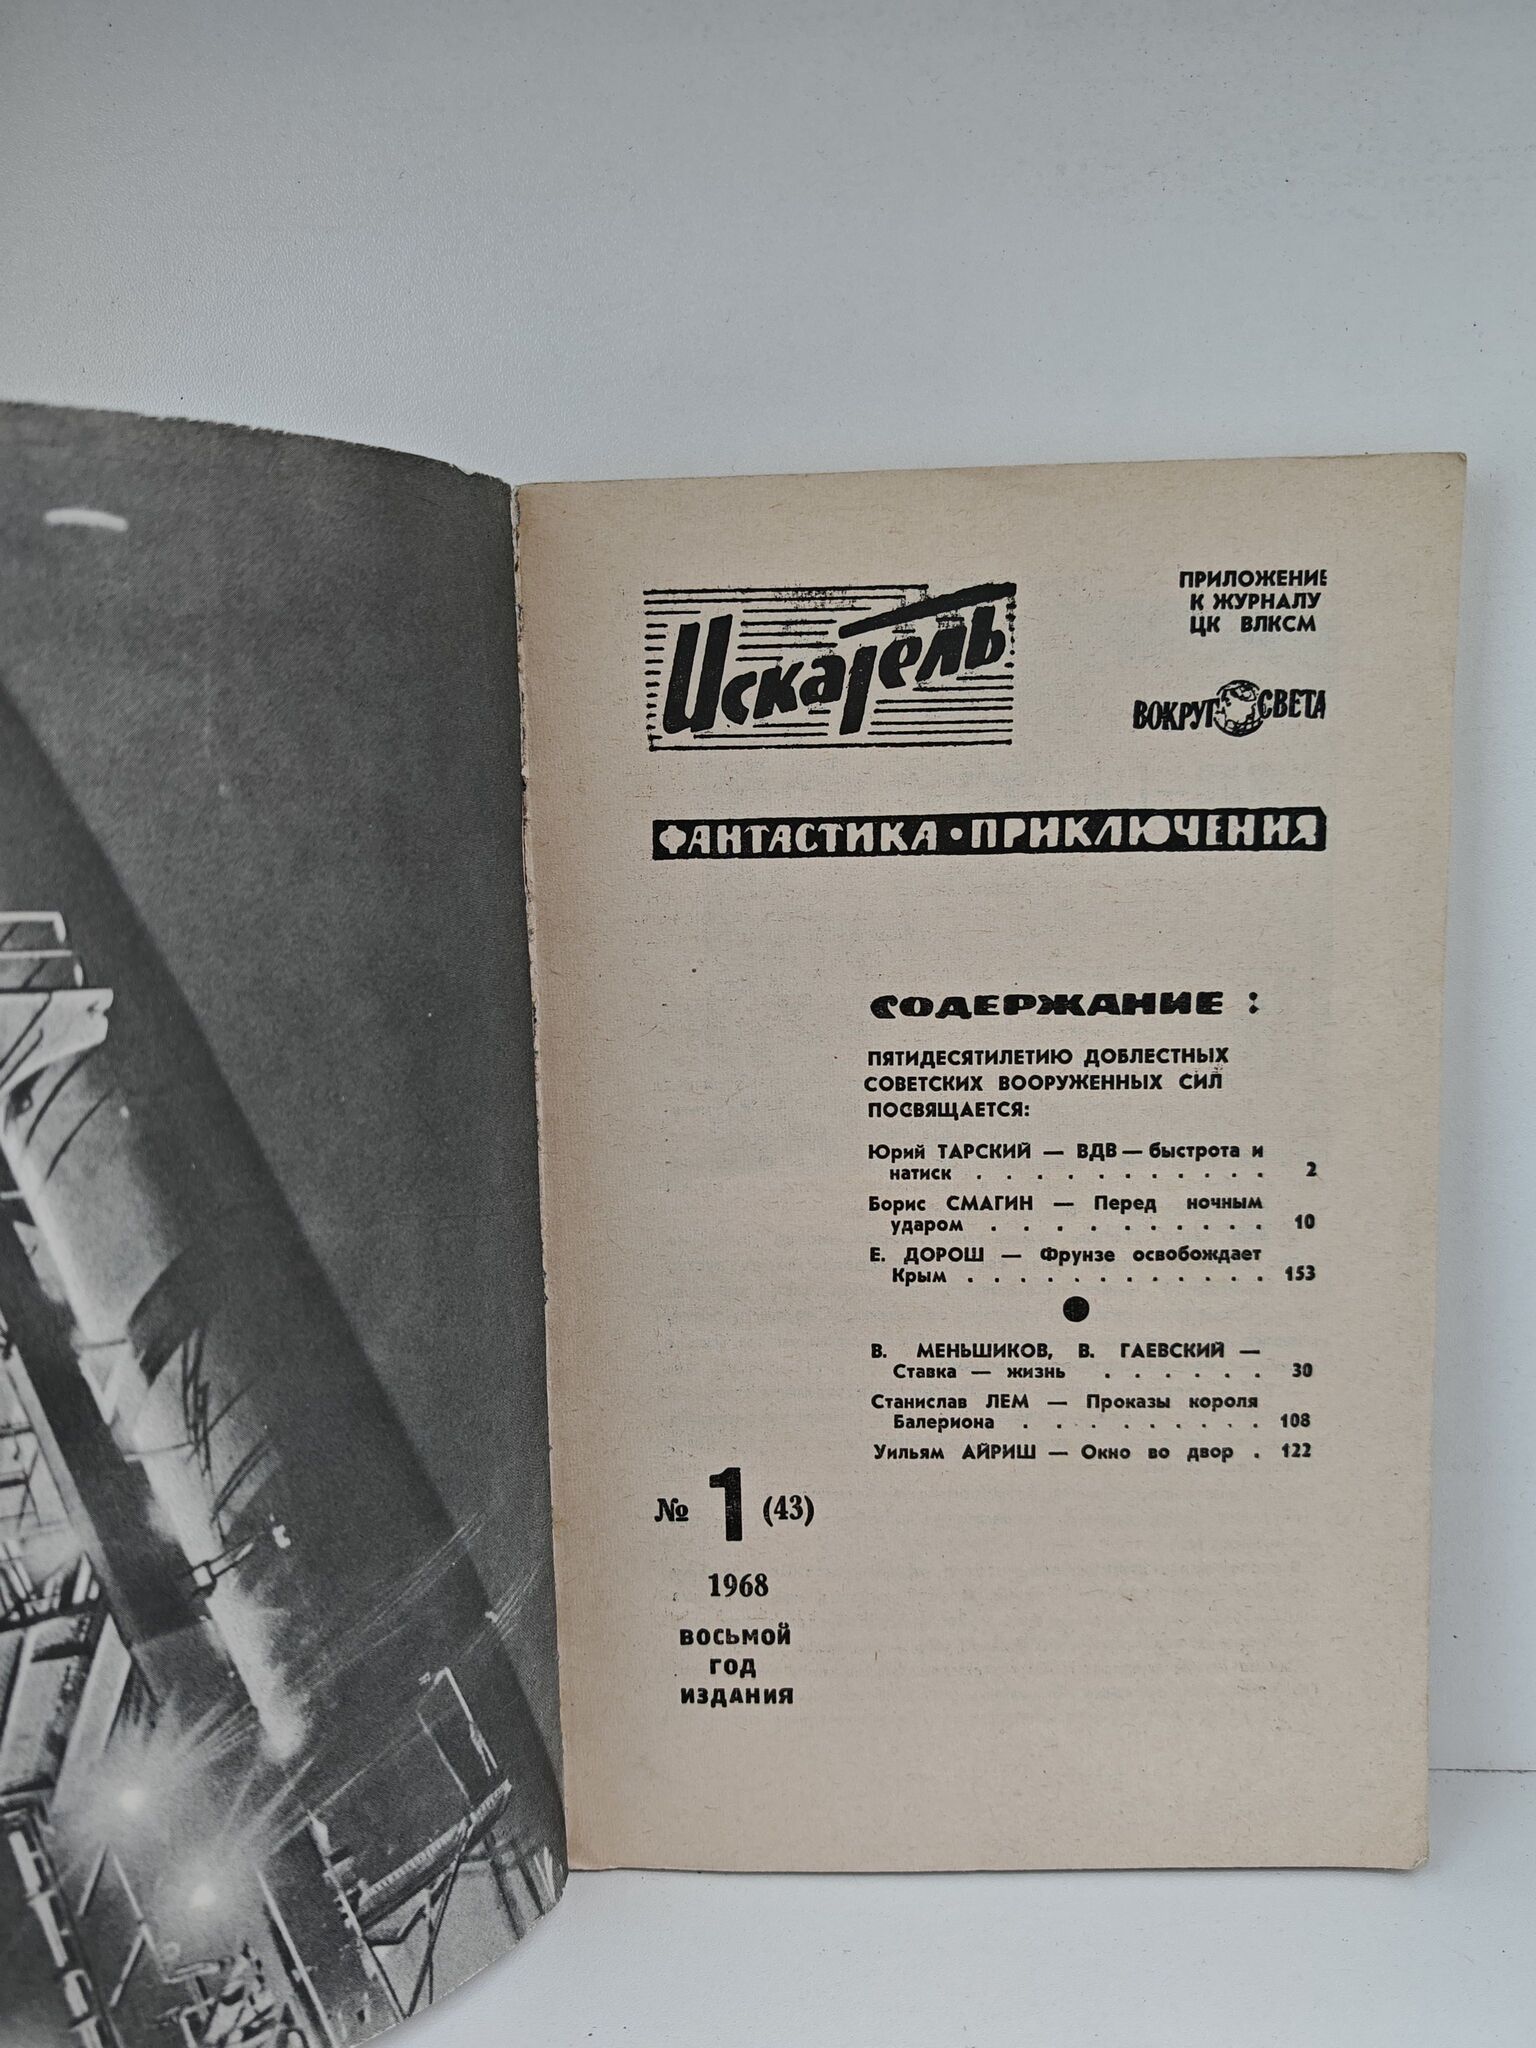 Искатель
ПРИЛОЖЕНИЕ
К ЖУРНАЛУ
ЦК ВЛКСМ
ВОКРУГ СВЕТА
ФАНТАСТИКА • ПРИКЛЮЧЕНИЯ
СОДЕРЖАНИЕ :
ПЯТИДЕСЯТИЛЕТИЮ ДОБЛЕСТНЫХ
СОВЕТСКИХ ВООРУЖЕННЫХ СИЛ
ПОСВЯЩАЕТСЯ:
Юрий ТАРСКИЙ — ВДВ — быстрота и
натиск . . . . . . . . . . . 2
Борис СМАГИН — Перед ночным
ударом . . . . . . . . . . 10
Е. ДОРОШ — Фрунзе освобождает
Крым . . . . . . . . . . . . 153
●
В. МЕНЬШИКОВ, В. ГАЕВСКИЙ —
Ставка — жизнь . . . . . . 30
Станислав ЛЕМ — Проказы короля
Балериона . . . . . . . . . 108
Уильям АЙРИШ — Окно во двор . 122
№ 1 (43)
1968
ВОСЬМОЙ
ГОД
ИЗДАНИЯ